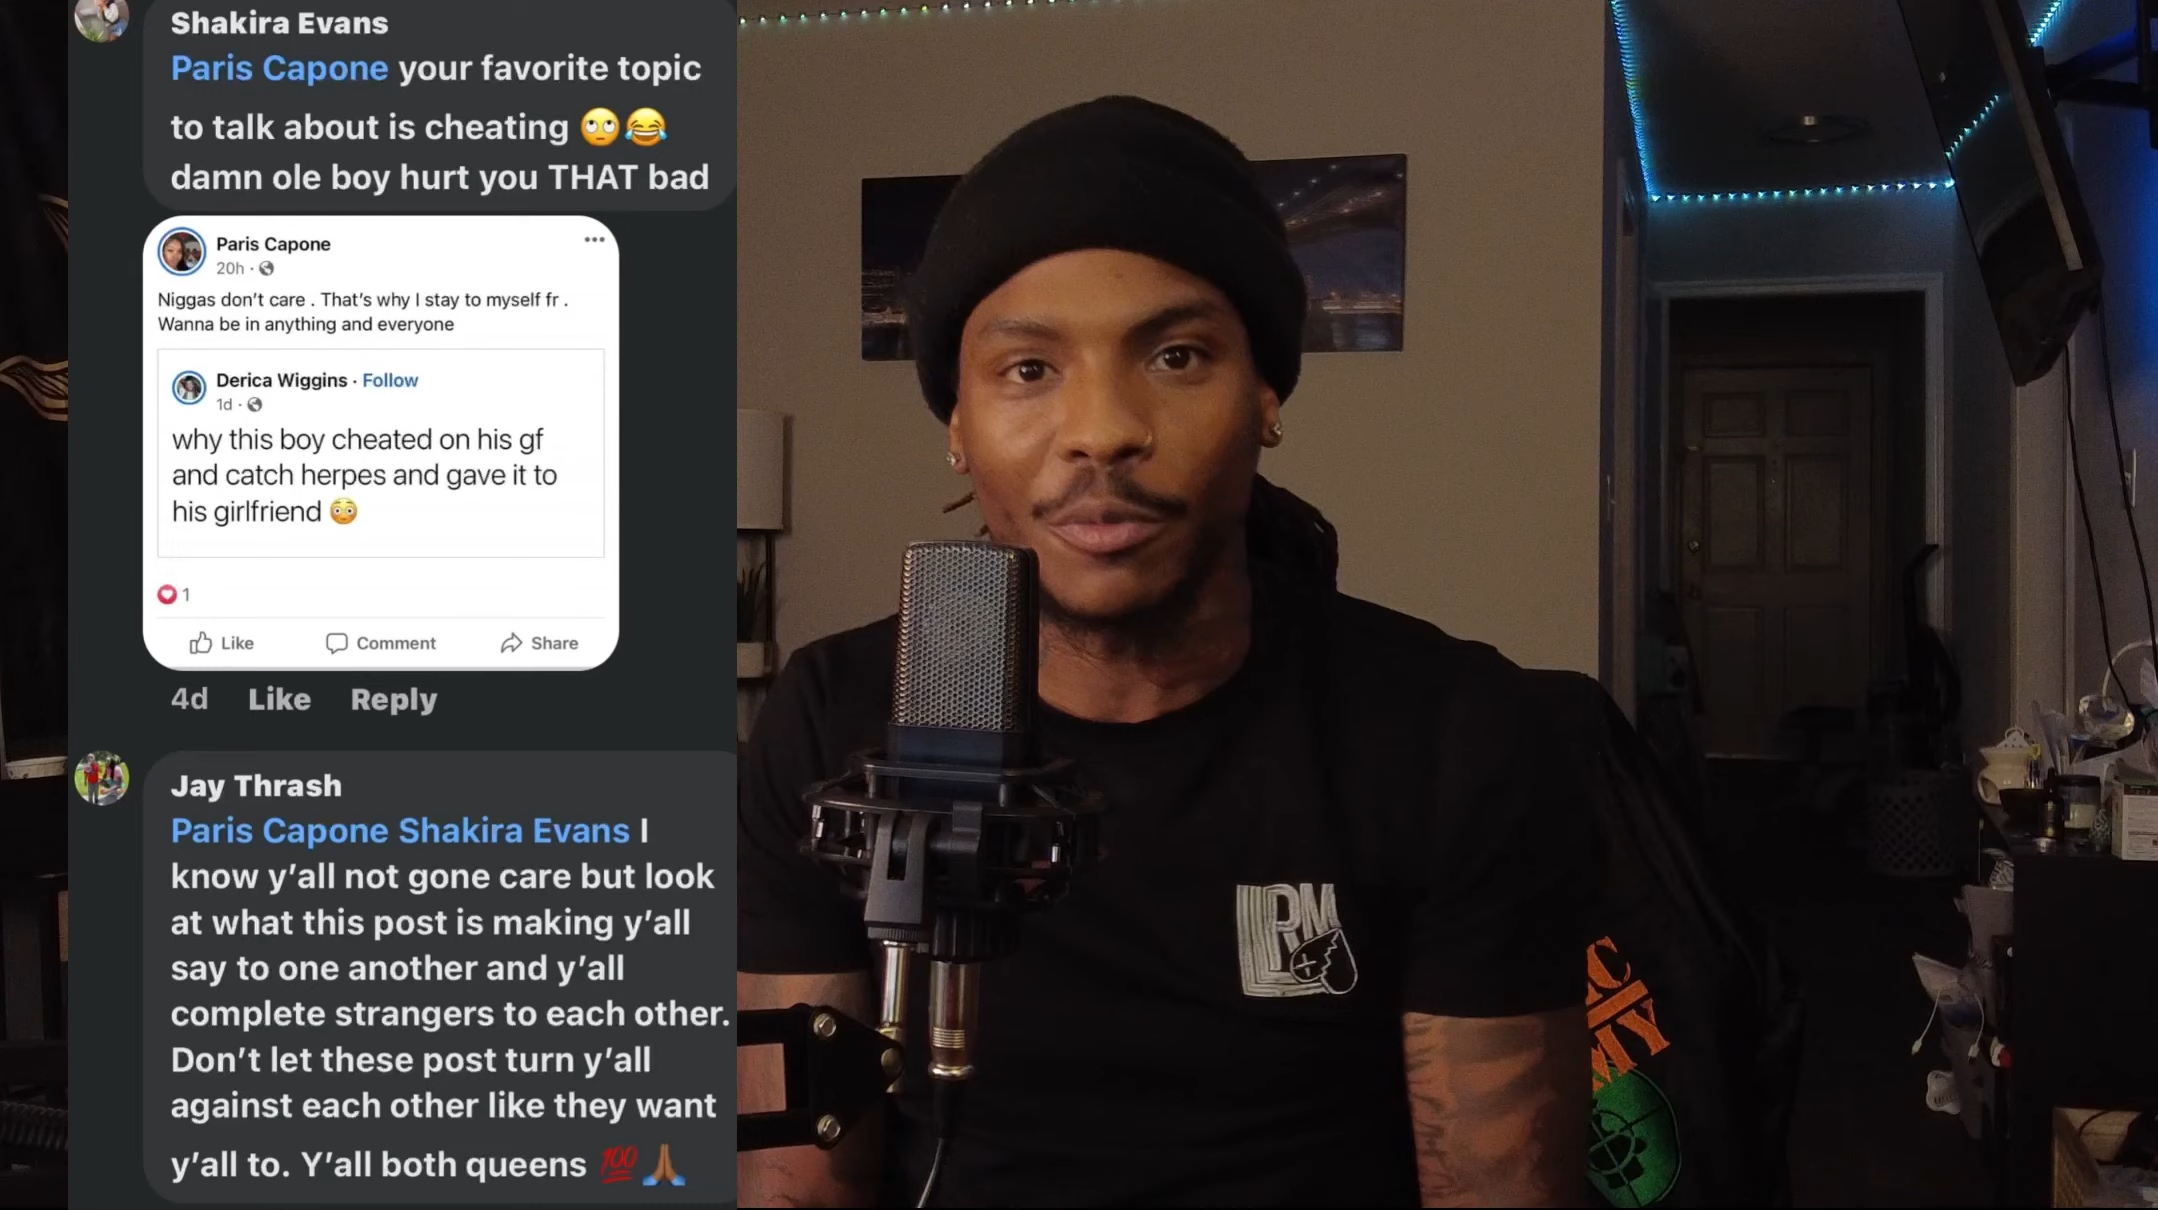 Shakira Evans
Paris Capone your favorite topic
to talk about is cheating 🙄😂
damn ole boy hurt you THAT bad
Paris Capone
20h ·
Niggas don't care . That's why I stay to myself fr .
Wanna be in anything and everyone
Derica Wiggins · Follow
1d ·
why this boy cheated on his gf
and catch herpes and gave it to
his girlfriend 😳
1
Like Comment Share
4d Like Reply
Jay Thrash
Paris Capone Shakira Evans I
know y'all not gone care but look
at what this post is making y'all
say to one another and y'all
complete strangers to each other.
Don't let these post turn y'all
against each other like they want
y'all to. Y'all both queens 💯🙏🏾
PM
C
MY